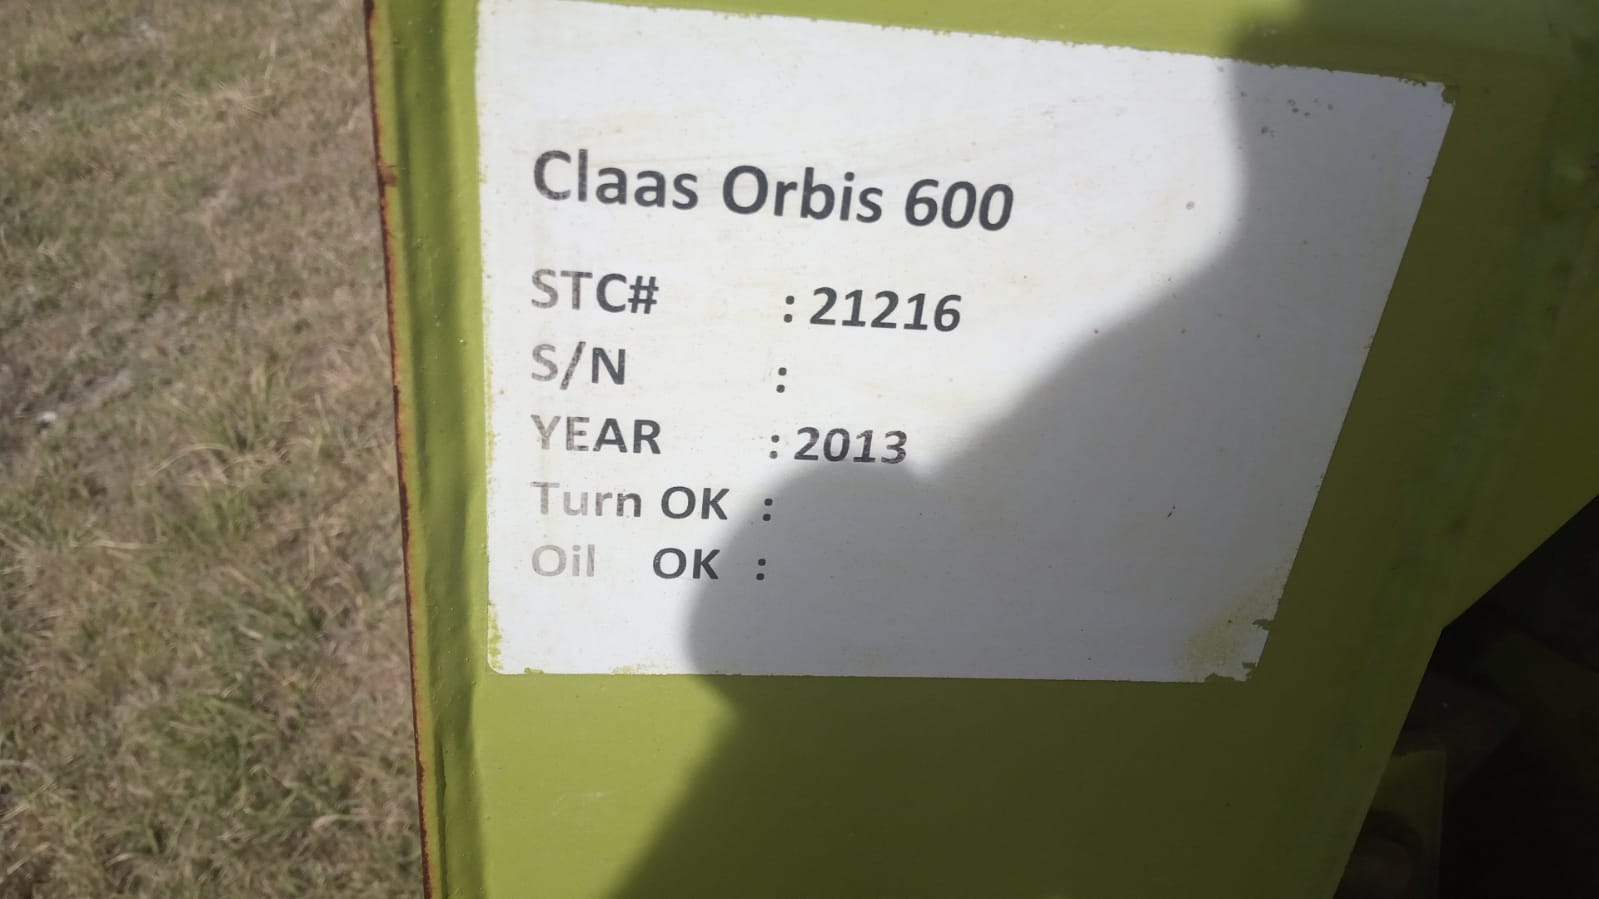 Claas Orbis 600
STC# : 21216
S/N :
YEAR : 2013
Turn OK :
Oil OK :